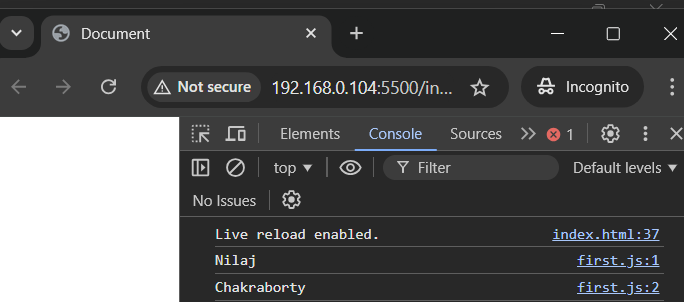 Document
Not secure 192.168.0.104:5500/in... Incognito
Elements Console Sources 1
top Filter Default levels
No Issues
Live reload enabled. index.html:37
Nilaj first.js:1
Chakraborty first.js:2